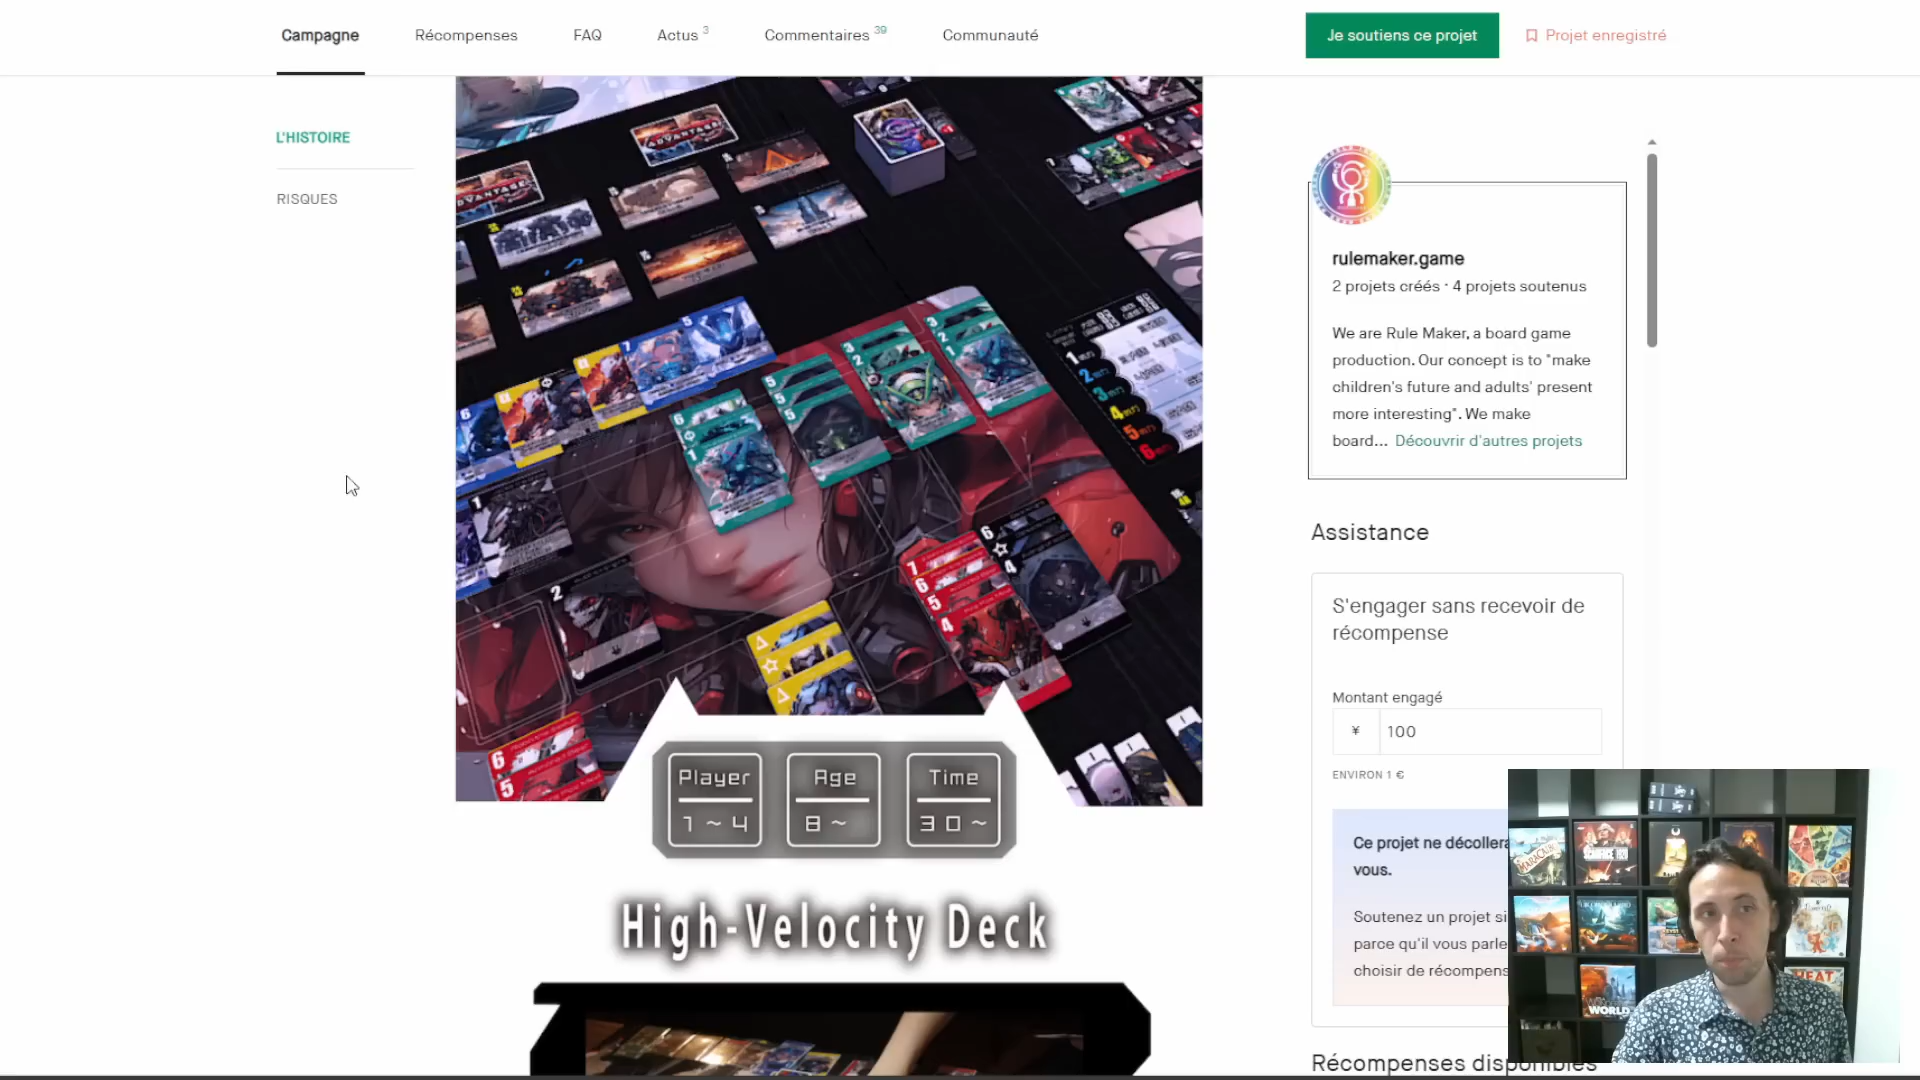 Campagne
Récompenses
FAQ
Actus 3
Commentaires 39
Communauté
Je soutiens ce projet
Projet enregistré
L'HISTOIRE
RISQUES
ADVANTAGE
rulemaker.game
2 projets créés · 4 projets soutenus
We are Rule Maker, a board game
production. Our concept is to "make
children's future and adults' present
more interesting". We make
board... Découvrir d'autres projets
Assistance
S'engager sans recevoir de
récompense
Montant engagé
¥ 100
ENVIRON 1 €
Ce projet ne décollera
vous.
Soutenez un projet si
parce qu'il vous parle
choisir de récompens
Récompenses disponibles
Player
1 ~ 4
Age
8 ~
Time
30 ~
High-Velocity Deck
MARACAIBO
HEAT
WORLD